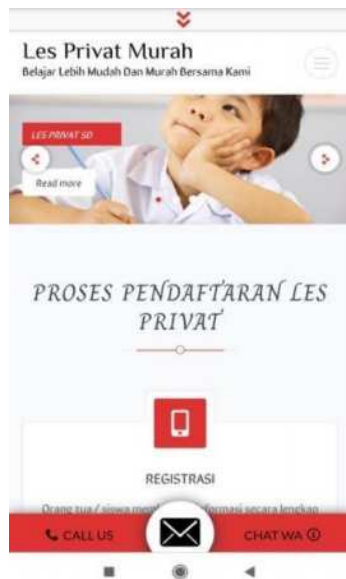 Les Privat Murah
Belajar Lebih Mudah Dan Murah Bersama Kami
LES PRIVAT SD
Read more
PROSES PENDAFTARAN LES
PRIVAT
REGISTRASI
Orang tua / siswa secara lengkap
CALL US
CHAT WA